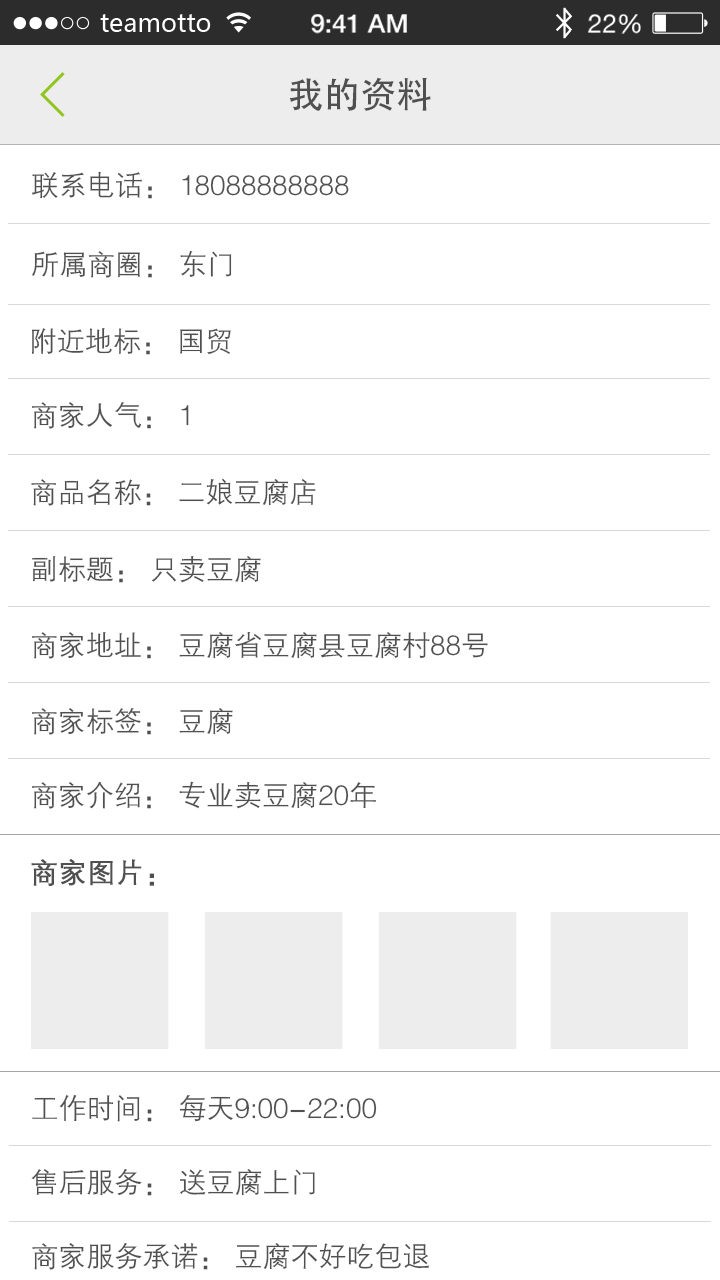 teamotto 9:41 AM 22%
我的资料
联系电话： 18088888888
所属商圈： 东门
附近地标： 国贸
商家人气： 1
商品名称： 二娘豆腐店
副标题： 只卖豆腐
商家地址： 豆腐省豆腐县豆腐村88号
商家标签： 豆腐
商家介绍： 专业卖豆腐20年
商家图片：
工作时间： 每天9:00-22:00
售后服务： 送豆腐上门
商家服务承诺： 豆腐不好吃包退